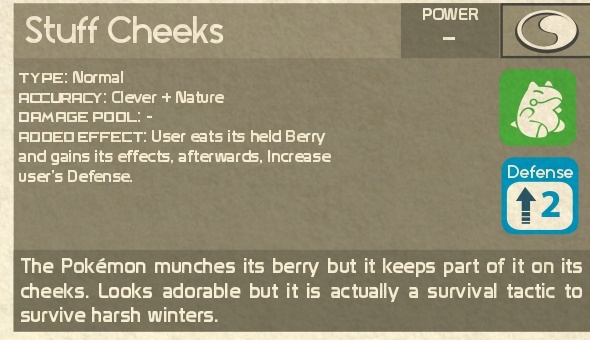 Stuff Cheeks
POWER
–
TYPE: Normal
ACCURACY: Clever + Nature
DAMAGE POOL: -
ADDED EFFECT: User eats its held Berry
and gains its effects, afterwards, Increase
user's Defense.
Defense
2
The Pokémon munches its berry but it keeps part of it on its
cheeks. Looks adorable but it is actually a survival tactic to
survive harsh winters.